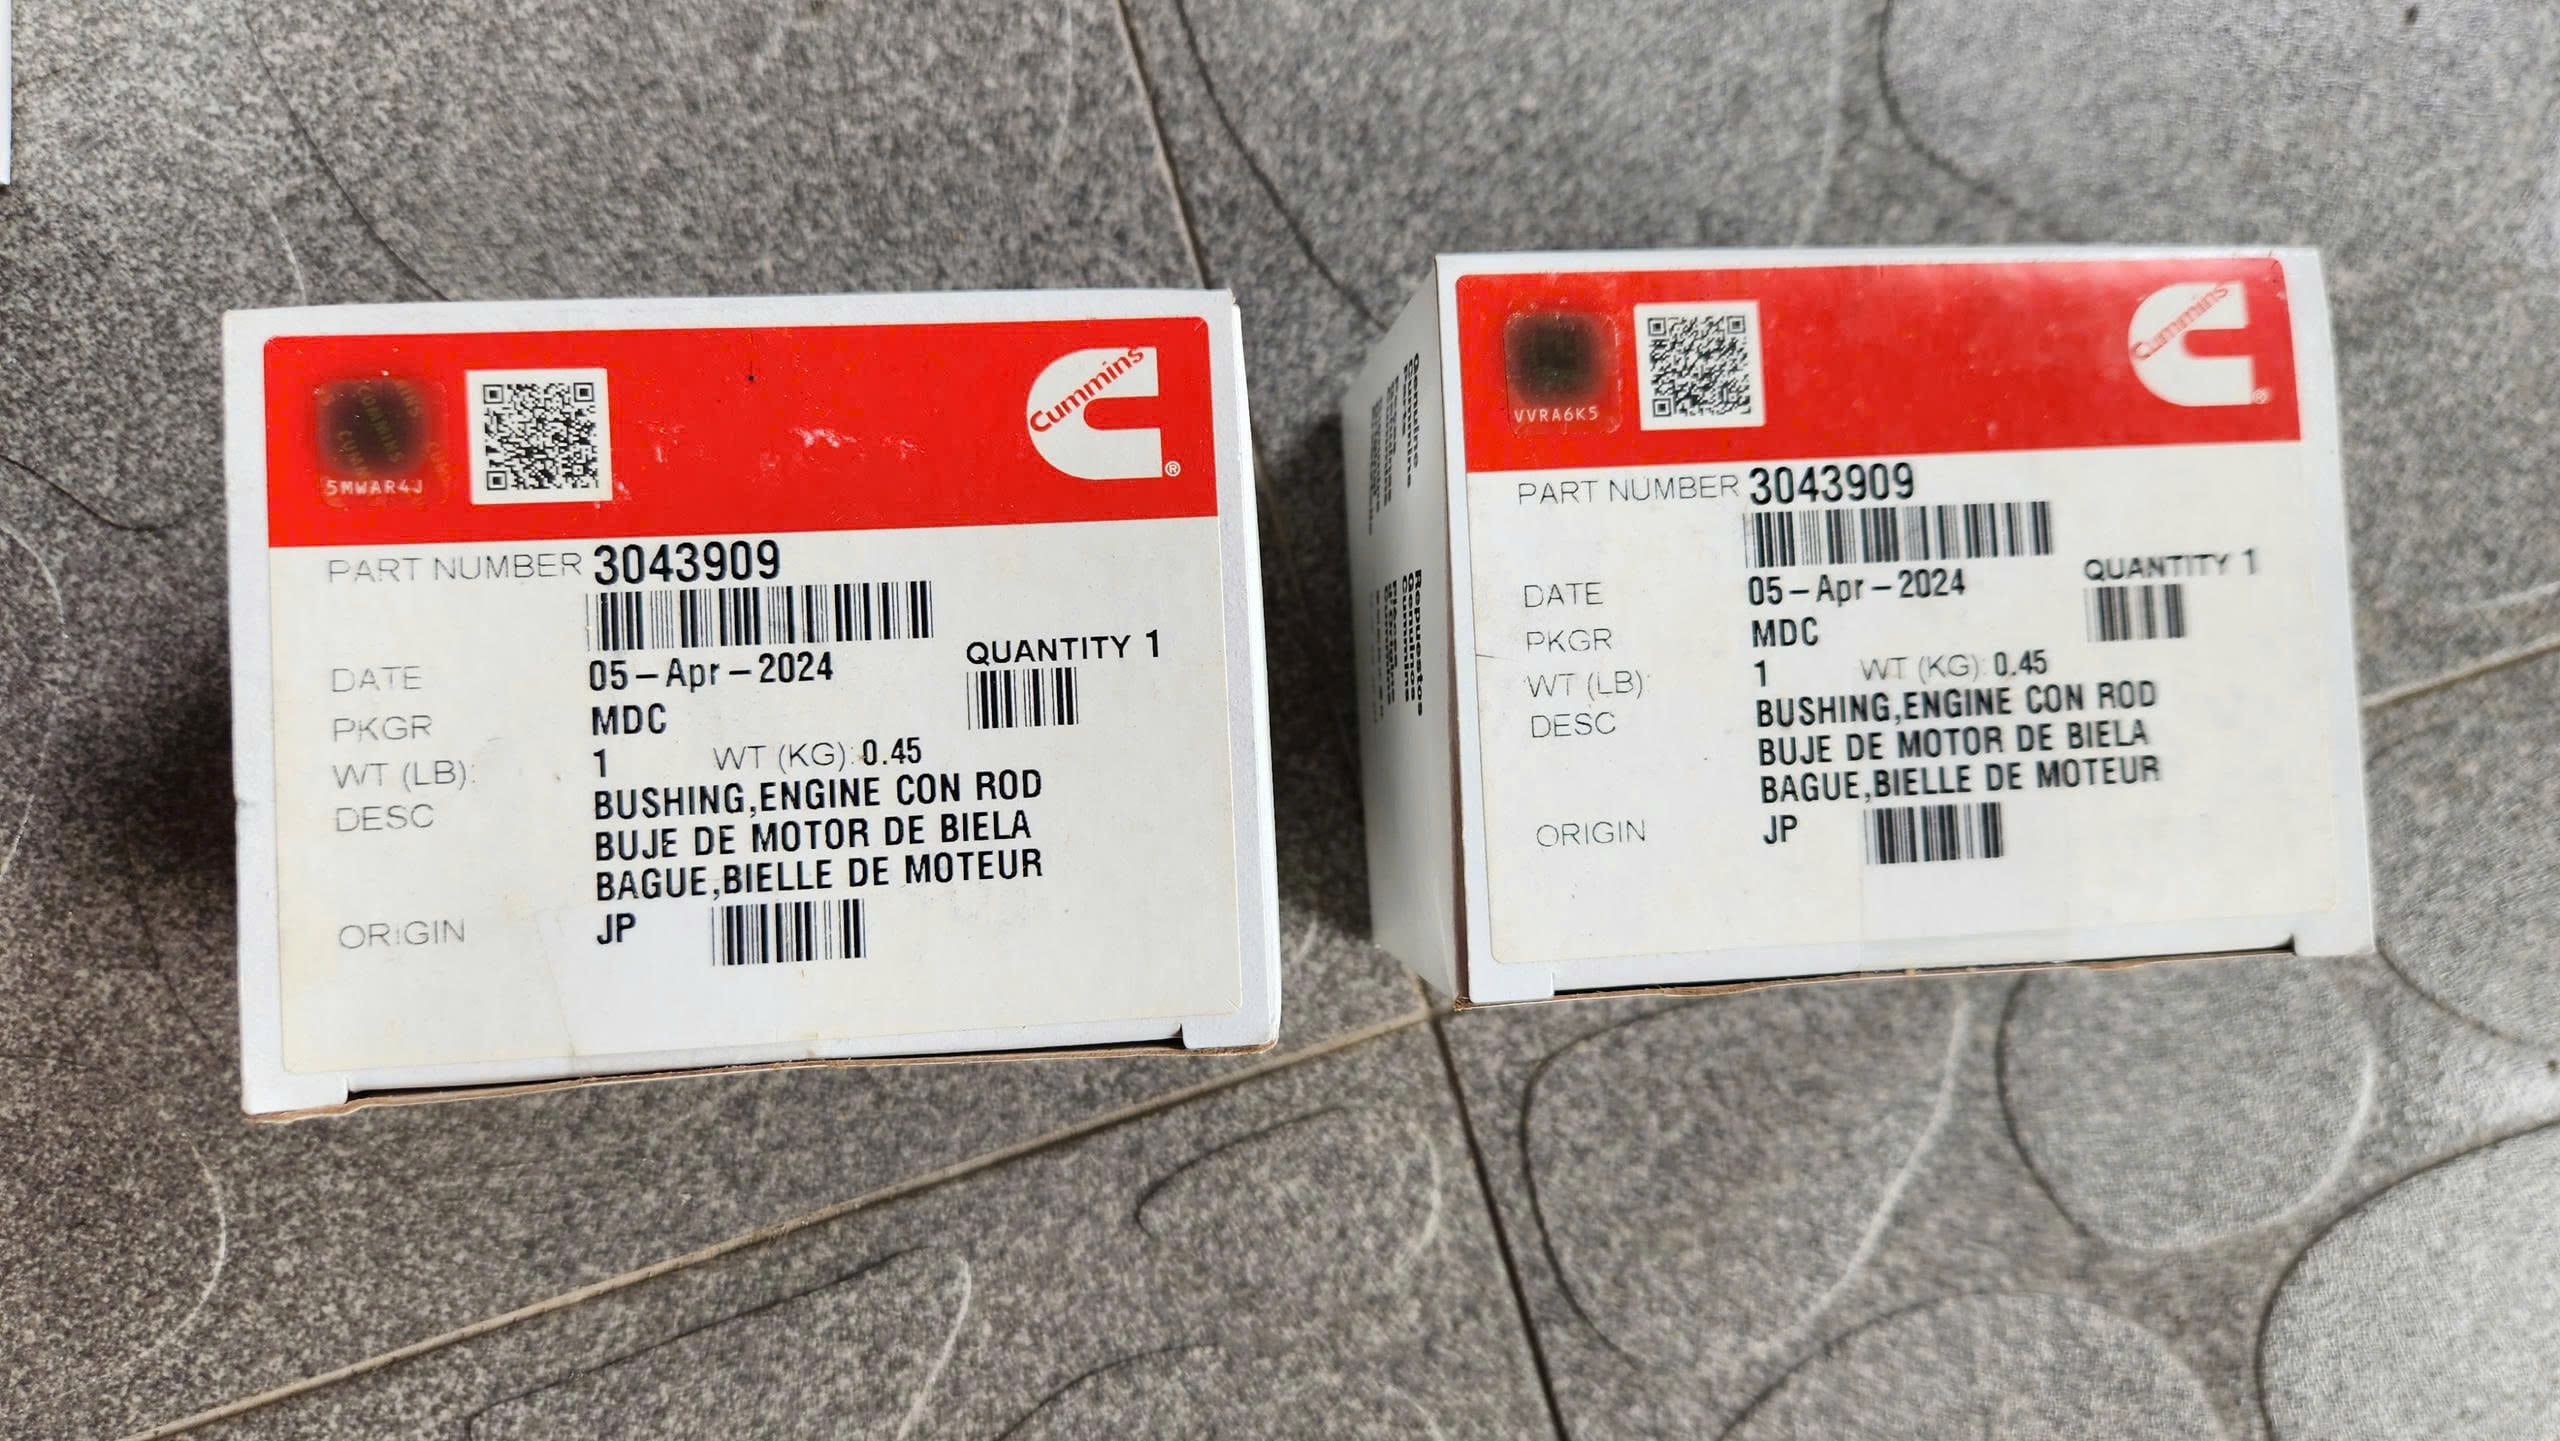 COMMINS
5MWAR4J
Cummins
®
PART NUMBER 3043909
QUANTITY 1
DATE 05-Apr-2024
PKGR MDC
WT (LB): 1 WT (KG): 0.45
DESC BUSHING,ENGINE CON ROD
BUJE DE MOTOR DE BIELA
BAGUE,BIELLE DE MOTEUR
ORIGIN JP
VVRA6K5
Cummins
®
PART NUMBER 3043909
QUANTITY 1
DATE 05-Apr-2024
PKGR MDC
WT (LB): 1 WT (KG): 0.45
DESC BUSHING,ENGINE CON ROD
BUJE DE MOTOR DE BIELA
BAGUE,BIELLE DE MOTEUR
ORIGIN JP
Genuine
Repuestos